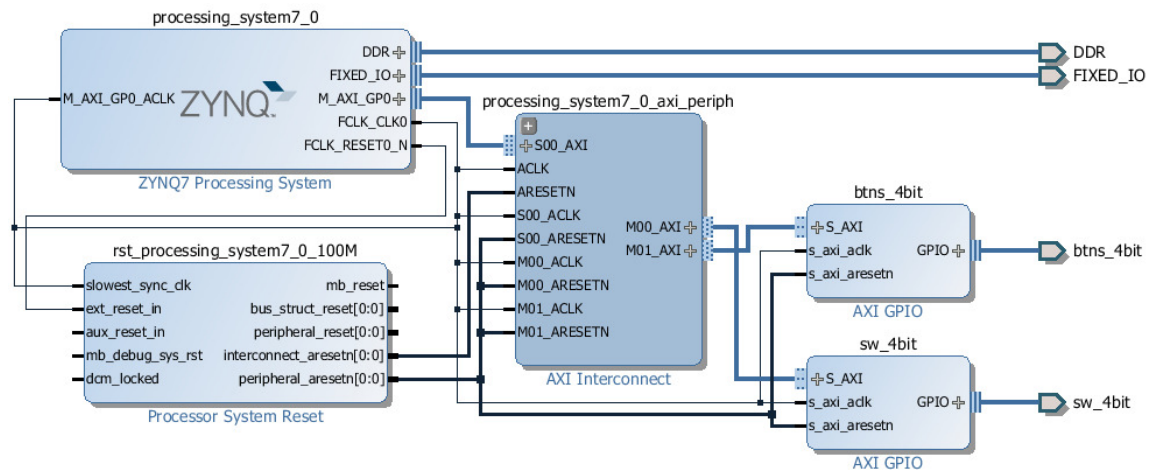 processing_system7_0
DDR
FIXED_IO
M_AXI_GP0_ACLK
ZYNQ
M_AXI_GP0
FCLK_CLK0
FCLK_RESET0_N
ZYNQ7 Processing System
DDR
FIXED_IO
processing_system7_0_axi_periph
S00_AXI
ACLK
ARESETN
S00_ACLK
S00_ARESETN
M00_ACLK
M00_ARESETN
M01_ACLK
M01_ARESETN
M00_AXI
M01_AXI
AXI Interconnect
rst_processing_system7_0_100M
slowest_sync_clk
ext_reset_in
aux_reset_in
mb_debug_sys_rst
dcm_locked
mb_reset
bus_struct_reset[0:0]
peripheral_reset[0:0]
interconnect_aresetn[0:0]
peripheral_aresetn[0:0]
Processor System Reset
btns_4bit
S_AXI
s_axi_aclk
s_axi_aresetn
GPIO
AXI GPIO
btns_4bit
sw_4bit
S_AXI
s_axi_aclk
s_axi_aresetn
GPIO
AXI GPIO
sw_4bit